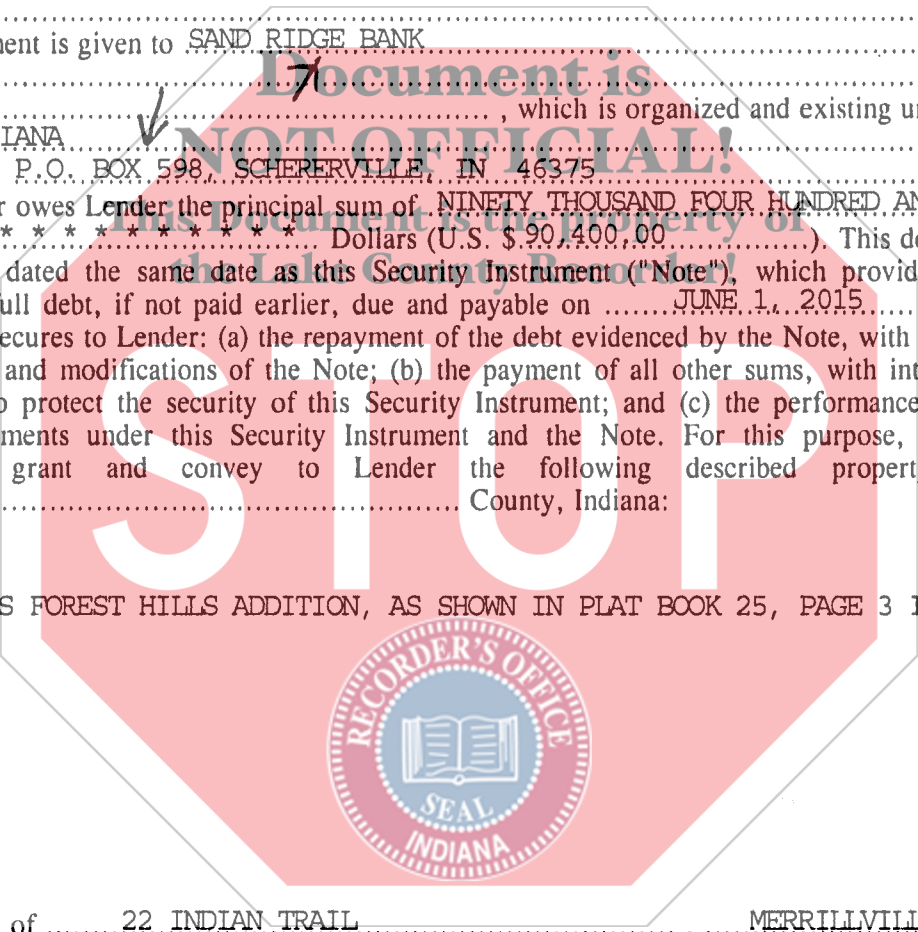 ment is given to SAND RIDGE BANK
Document is
, which is organized and existing un
IANA
NOT OFFICIAL!
P.O. BOX 598, SCHERERVILLE, IN 46375
r owes Lender the principal sum of NINETY THOUSAND FOUR HUNDRED AN
This Document is the property of
* * * * * * * * * * * Dollars (U.S. $ 90,400.00 ). This de
the Lake County Recorder!
dated the same date as this Security Instrument ("Note"), which provid
ull debt, if not paid earlier, due and payable on JUNE 1, 2015
ecures to Lender: (a) the repayment of the debt evidenced by the Note, with
and modifications of the Note; (b) the payment of all other sums, with int
o protect the security of this Security Instrument; and (c) the performance
ments under this Security Instrument and the Note. For this purpose,
grant and convey to Lender the following described propert
County, Indiana:
STOP
S FOREST HILLS ADDITION, AS SHOWN IN PLAT BOOK 25, PAGE 3 I
RECORDER'S OFFICE
SEAL
INDIANA
of 22 INDIAN TRAIL MERRILLVILL